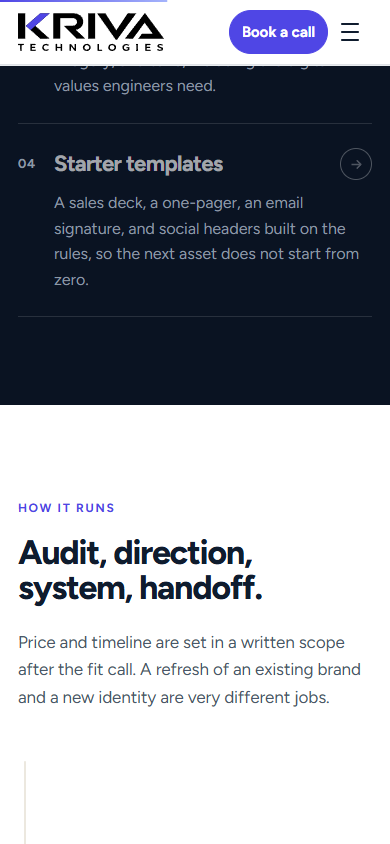 KRIVA
TECHNOLOGIES
Book a call
values engineers need.
04
Starter templates
A sales deck, a one-pager, an email
signature, and social headers built on the
rules, so the next asset does not start from
zero.
HOW IT RUNS
Audit, direction,
system, handoff.
Price and timeline are set in a written scope
after the fit call. A refresh of an existing brand
and a new identity are very different jobs.